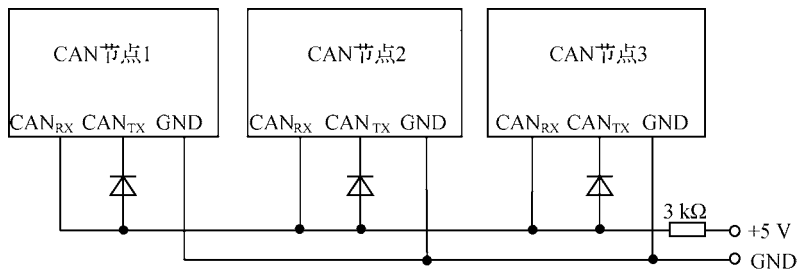 CAN节点1 CAN节点2 CAN节点3
CANRX CANTX GND CANRX CANTX GND CANRX CANTX GND
3 kΩ
+5 V
GND